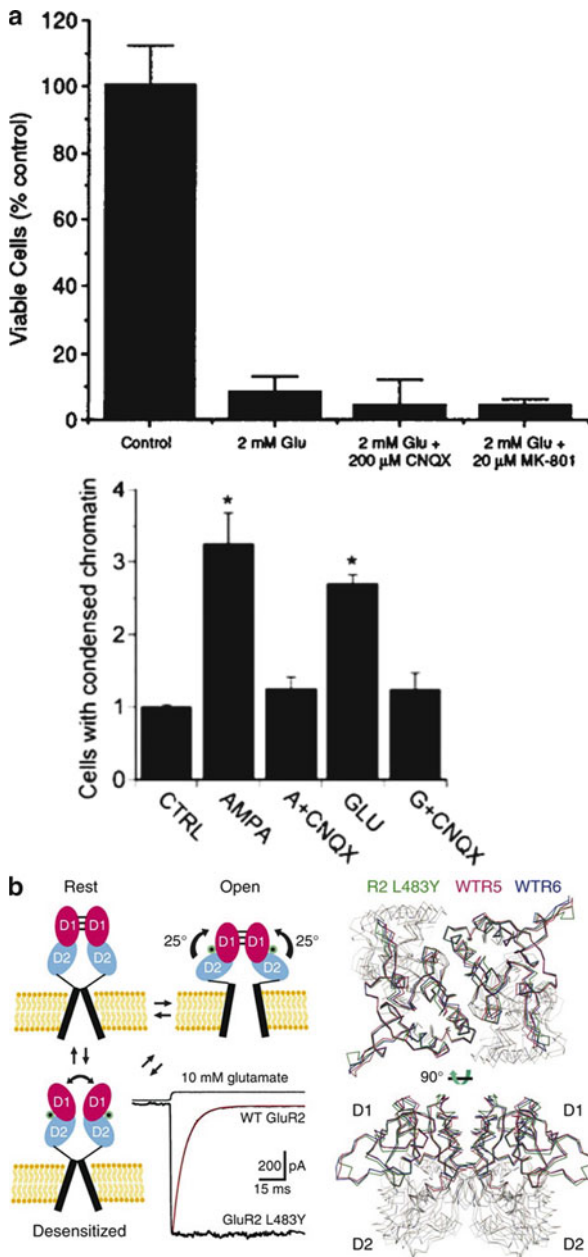 a
Viable Cells (% control)
120
100
80
60
40
20
0
Control
2 mM Glu
2 mM Glu +
200 µM CNQX
2 mM Glu +
20 µM MK-801
Cells with condensed chromatin
4
3
2
1
0
*
*
CTRL
AMPA
A+CNQX
GLU
G+CNQX
b
Rest
D1
D1
D2
D2
Open
25°
D1
D1
25°
D2
D2
D1
D1
D2
D2
Desensitized
10 mM glutamate
WT GluR2
200 pA
15 ms
GluR2 L483Y
R2 L483Y WTR5 WTR6
90°
D1
D1
D2
D2